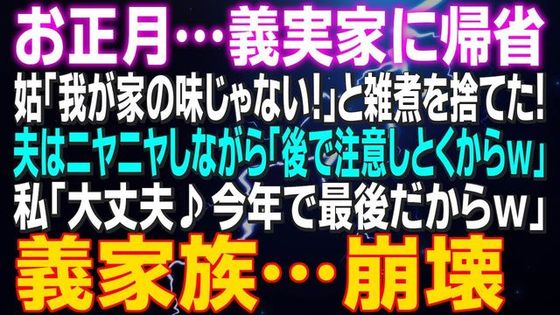 お正月…義実家に帰省
姑「我が家の味じゃない!」と雑煮を捨てた!
夫はニヤニヤしながら「後で注意しとくからw」
私「大丈夫♪今年で最後だからw」
義家族…崩壊